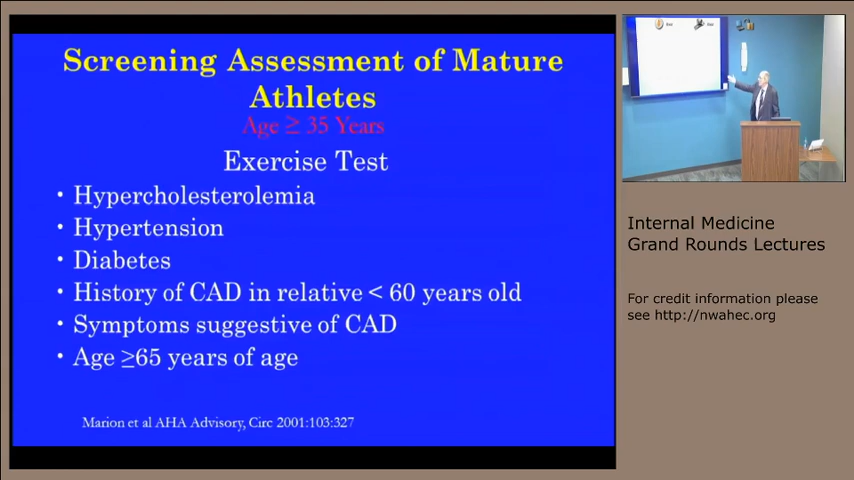 Screening Assessment of Mature
Athletes
Age ≥ 35 Years
Exercise Test
• Hypercholesterolemia
• Hypertension
• Diabetes
• History of CAD in relative < 60 years old
• Symptoms suggestive of CAD
• Age ≥65 years of age
Marion et al AHA Advisory, Circ 2001:103:327
Internal Medicine
Grand Rounds Lectures
For credit information please
see http://nwahec.org